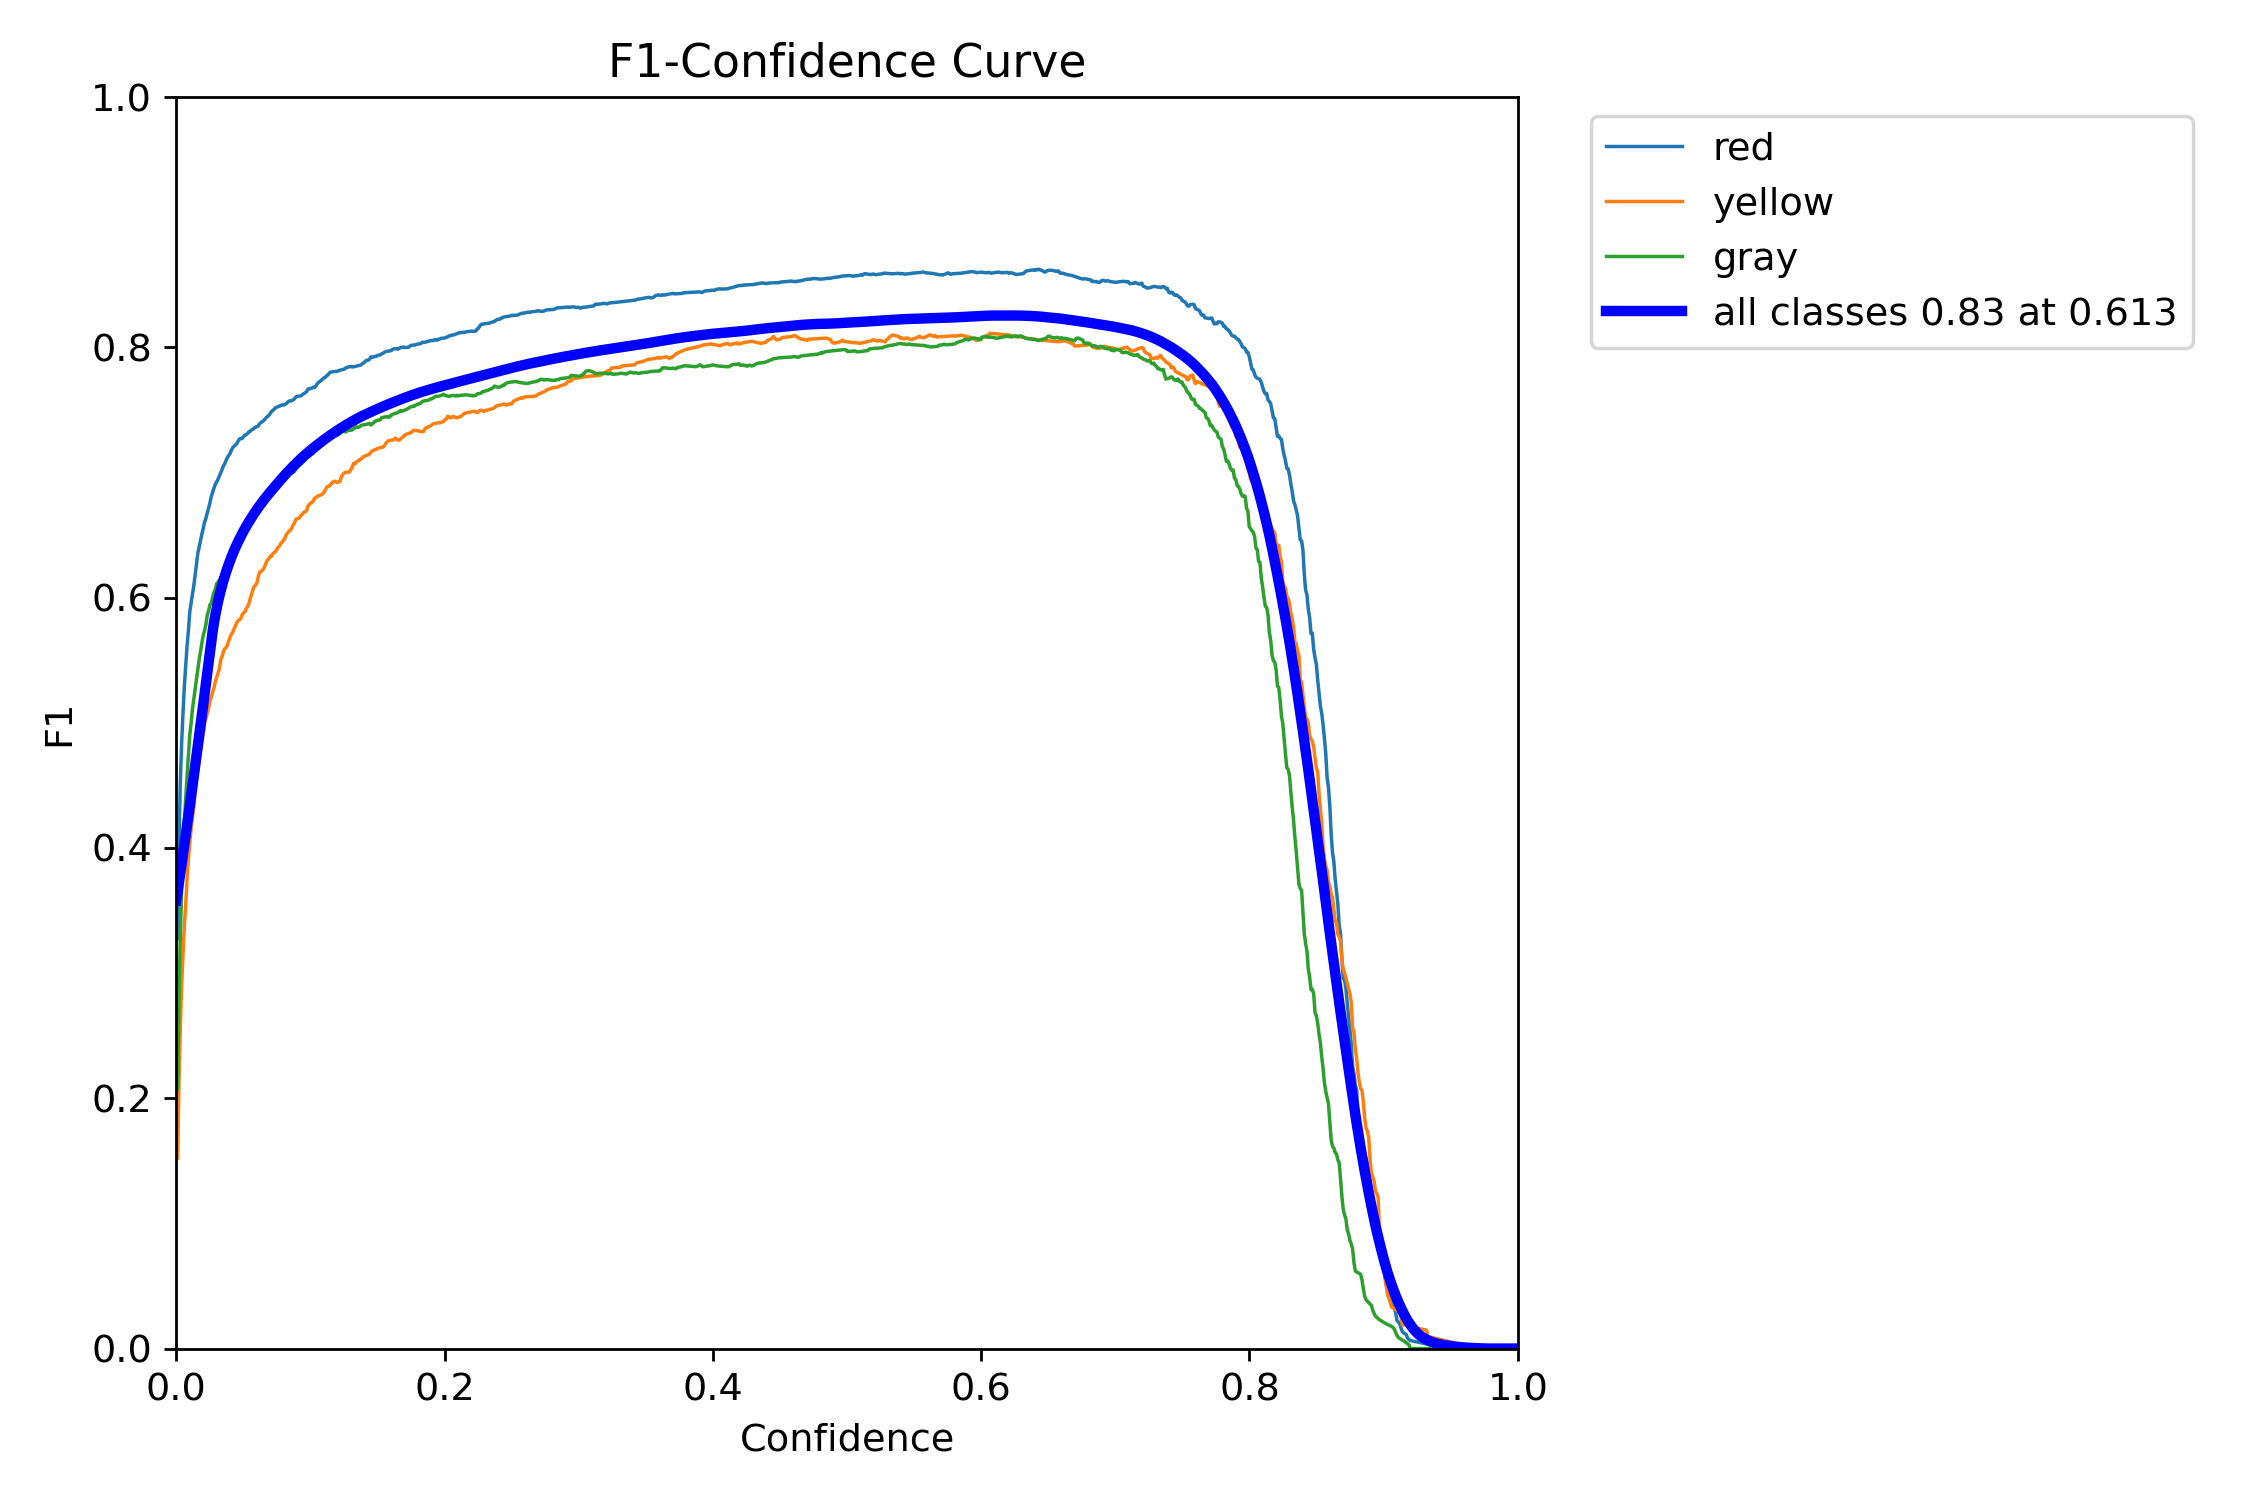 F1-Confidence Curve
1.0
0.8
0.6
0.4
0.2
0.0
F1
0.0 0.2 0.4 0.6 0.8 1.0
Confidence
red
yellow
gray
all classes 0.83 at 0.613